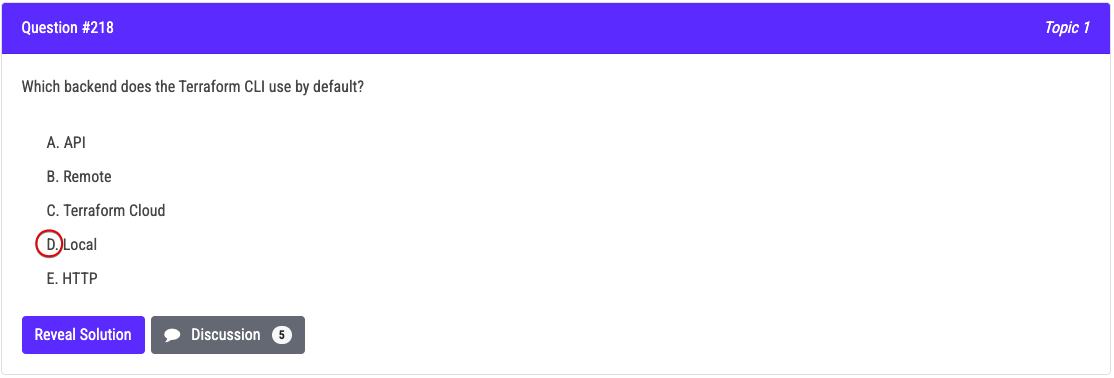 Question #218 Topic 1
Which backend does the Terraform CLI use by default?
A. API
B. Remote
C. Terraform Cloud
D. Local
E. HTTP
Reveal Solution Discussion 5